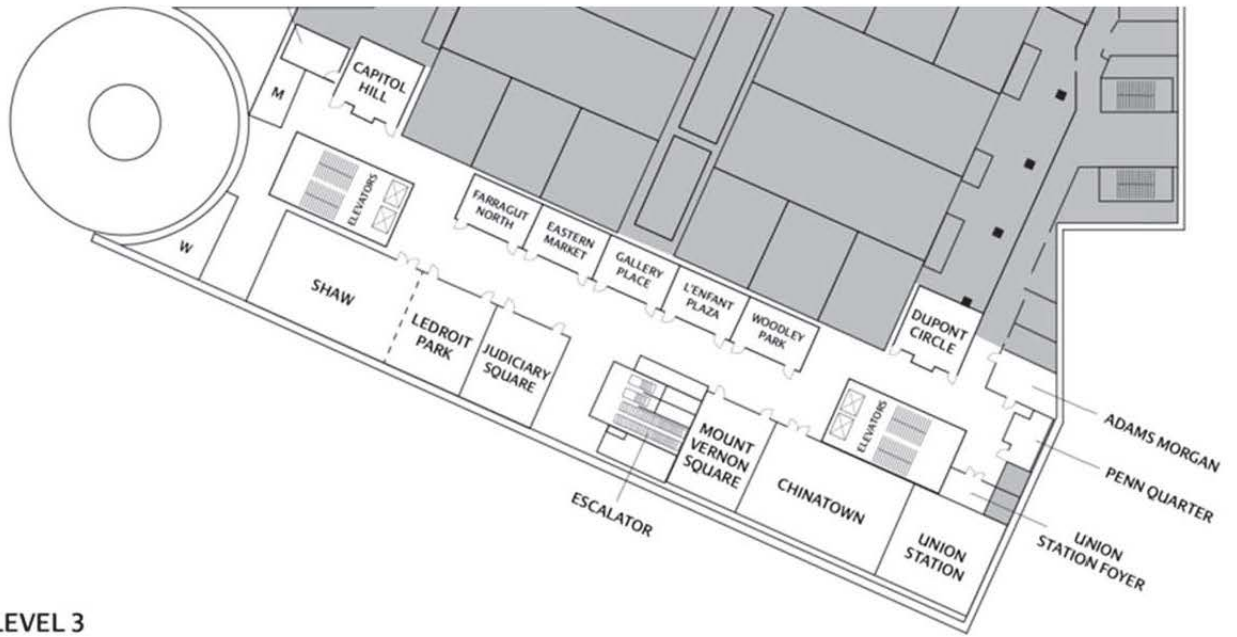 CAPITOL
HILL
M
ELEVATORS
W
FARRAGUT
NORTH
EASTERN
MARKET
GALLERY
PLACE
L'ENFANT
PLAZA
WOODLEY
PARK
DUPONT
CIRCLE
SHAW
LEDROIT
PARK
JUDICIARY
SQUARE
ESCALATOR
MOUNT
VERNON
SQUARE
CHINATOWN
ELEVATORS
UNION
STATION
ADAMS MORGAN
PENN QUARTER
UNION
STATION FOYER
LEVEL 3